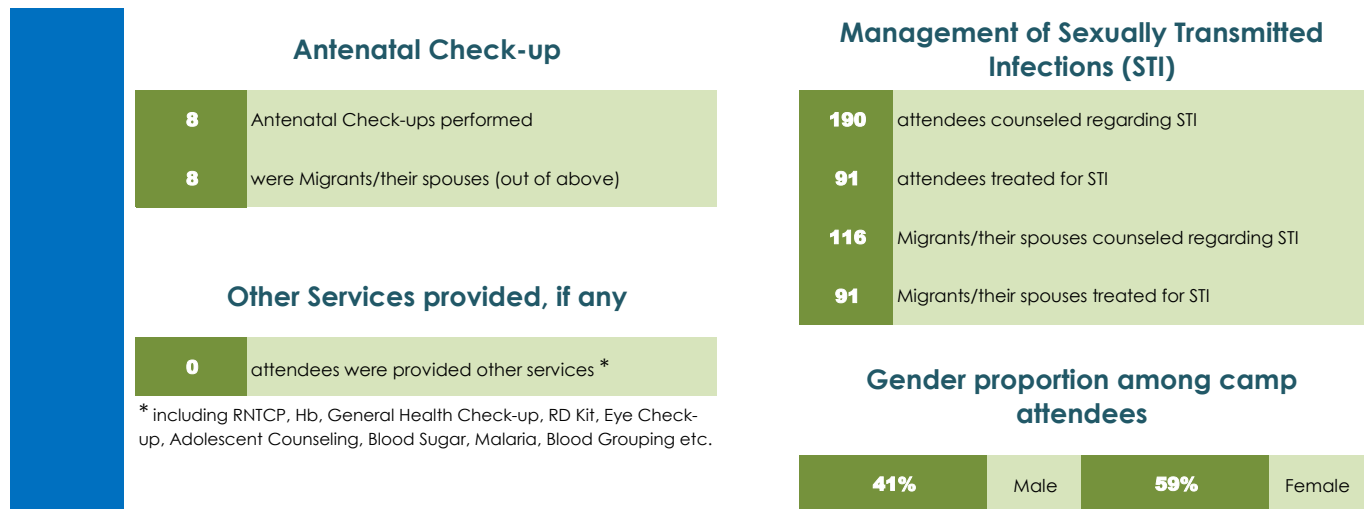 Antenatal Check-up
8 Antenatal Check-ups performed
8 were Migrants/their spouses (out of above)
Other Services provided, if any
0 attendees were provided other services *
* including RNTCP, Hb, General Health Check-up, RD Kit, Eye Check-
up, Adolescent Counseling, Blood Sugar, Malaria, Blood Grouping etc.
Management of Sexually Transmitted
Infections (STI)
190 attendees counseled regarding STI
91 attendees treated for STI
116 Migrants/their spouses counseled regarding STI
91 Migrants/their spouses treated for STI
Gender proportion among camp
attendees
41% Male 59% Female